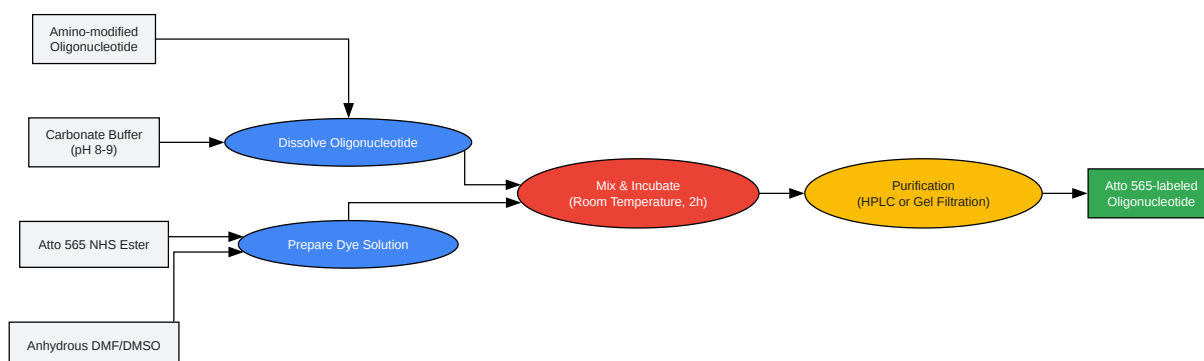 Amino-modified
Oligonucleotide
Carbonate Buffer
(pH 8-9)
Dissolve Oligonucleotide
Atto 565 NHS Ester
Prepare Dye Solution
Anhydrous DMF/DMSO
Mix & Incubate
(Room Temperature, 2h)
Purification
(HPLC or Gel Filtration)
Atto 565-labeled
Oligonucleotide